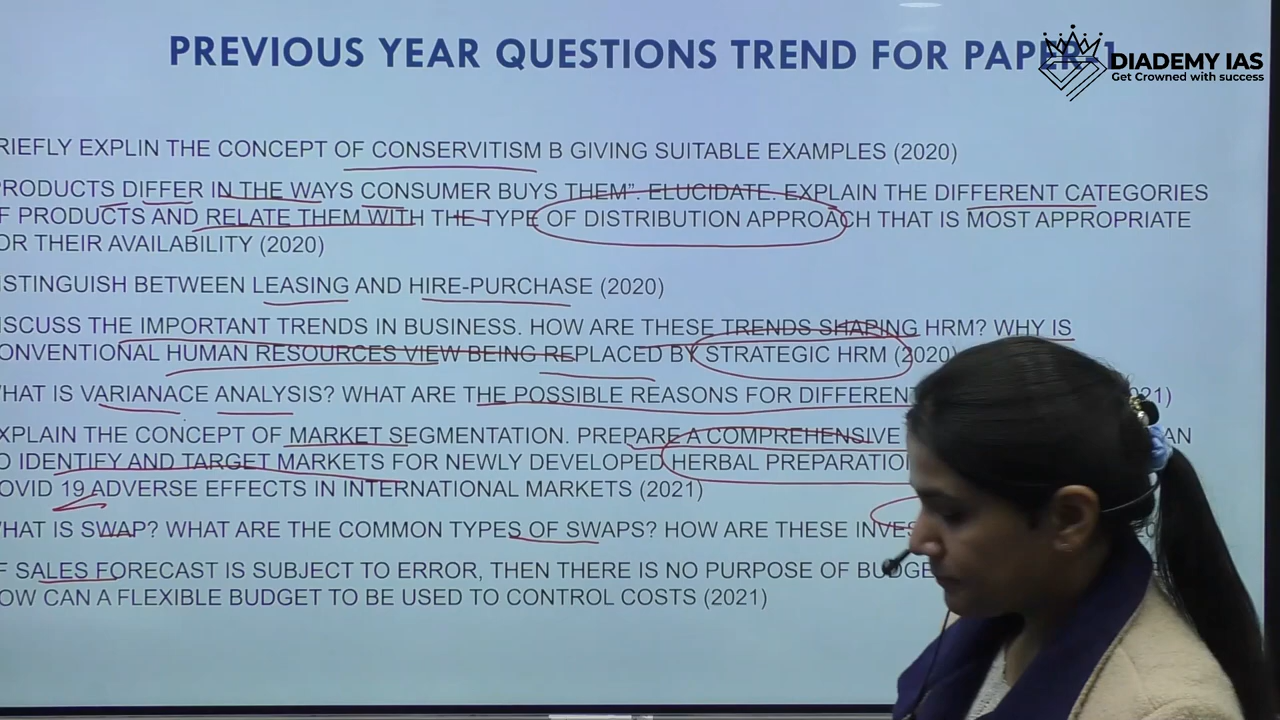 PREVIOUS YEAR QUESTIONS TREND FOR PAPER-1
DIADEMY IAS
Get Crowned with success
RIEFLY EXPLIN THE CONCEPT OF CONSERVITISM B GIVING SUITABLE EXAMPLES (2020)
PRODUCTS DIFFER IN THE WAYS CONSUMER BUYS THEM". ELUCIDATE. EXPLAIN THE DIFFERENT CATEGORIES
F PRODUCTS AND RELATE THEM WITH THE TYPE OF DISTRIBUTION APPROACH THAT IS MOST APPROPRIATE
OR THEIR AVAILABILITY (2020)
ISTINGUISH BETWEEN LEASING AND HIRE-PURCHASE (2020)
ISCUSS THE IMPORTANT TRENDS IN BUSINESS. HOW ARE THESE TRENDS SHAPING HRM? WHY IS
ONVENTIONAL HUMAN RESOURCES VIEW BEING REPLACED BY STRATEGIC HRM (2020)
HAT IS VARIANACE ANALYSIS? WHAT ARE THE POSSIBLE REASONS FOR DIFFERENT 21)
XPLAIN THE CONCEPT OF MARKET SEGMENTATION. PREPARE A COMPREHENSIVE AN
O IDENTIFY AND TARGET MARKETS FOR NEWLY DEVELOPED HERBAL PREPARATIO
OVID 19 ADVERSE EFFECTS IN INTERNATIONAL MARKETS (2021)
HAT IS SWAP? WHAT ARE THE COMMON TYPES OF SWAPS? HOW ARE THESE INVES
F SALES FORECAST IS SUBJECT TO ERROR, THEN THERE IS NO PURPOSE OF BUDGE
OW CAN A FLEXIBLE BUDGET TO BE USED TO CONTROL COSTS (2021)